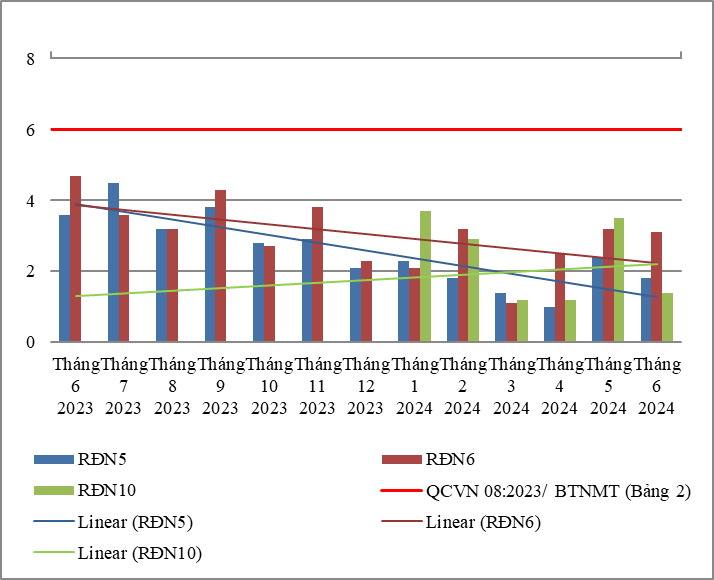 8
6
4
2
0
Tháng 6 2023
Tháng 7 2023
Tháng 8 2023
Tháng 9 2023
Tháng 10 2023
Tháng 11 2023
Tháng 12 2023
Tháng 1 2024
Tháng 2 2024
Tháng 3 2024
Tháng 4 2024
Tháng 5 2024
Tháng 6 2024
RĐN5
RĐN6
RĐN10
QCVN 08:2023/ BTNMT (Bảng 2)
Linear (RĐN5)
Linear (RĐN6)
Linear (RĐN10)